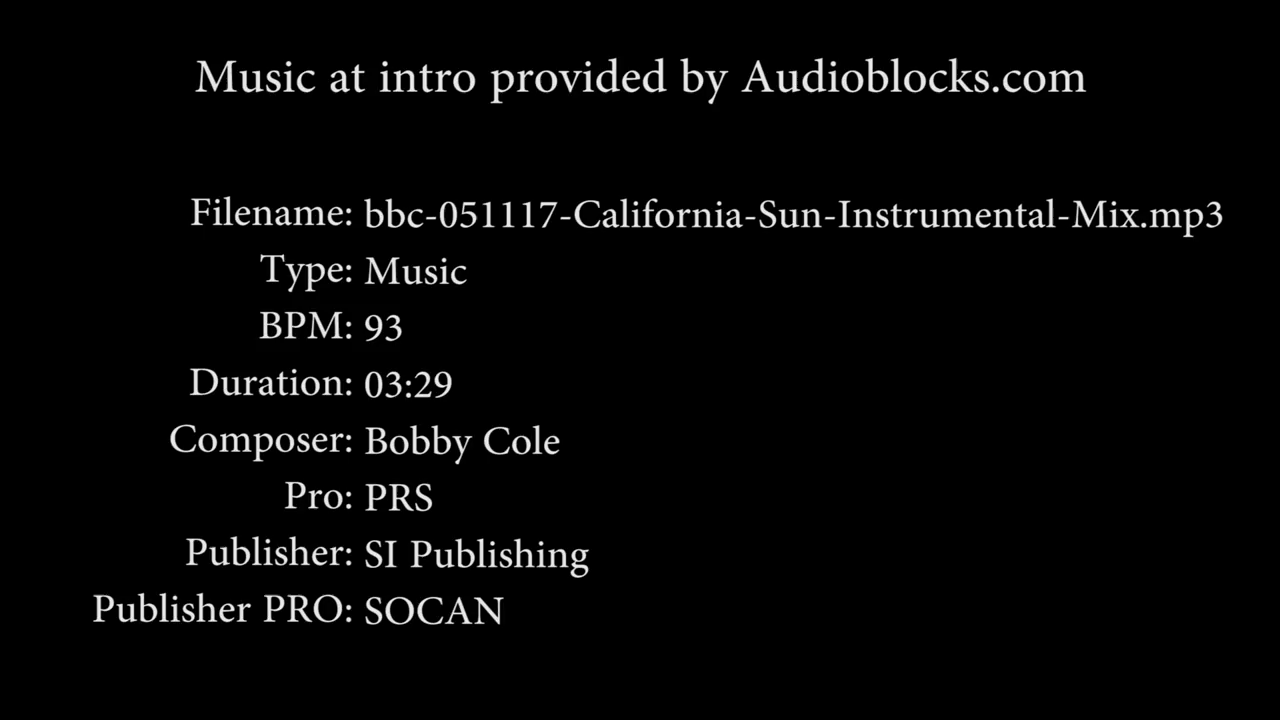 Music at intro provided by Audioblocks.com
Filename: bbc-051117-California-Sun-Instrumental-Mix.mp3
Type: Music
BPM: 93
Duration: 03:29
Composer: Bobby Cole
Pro: PRS
Publisher: SI Publishing
Publisher PRO: SOCAN